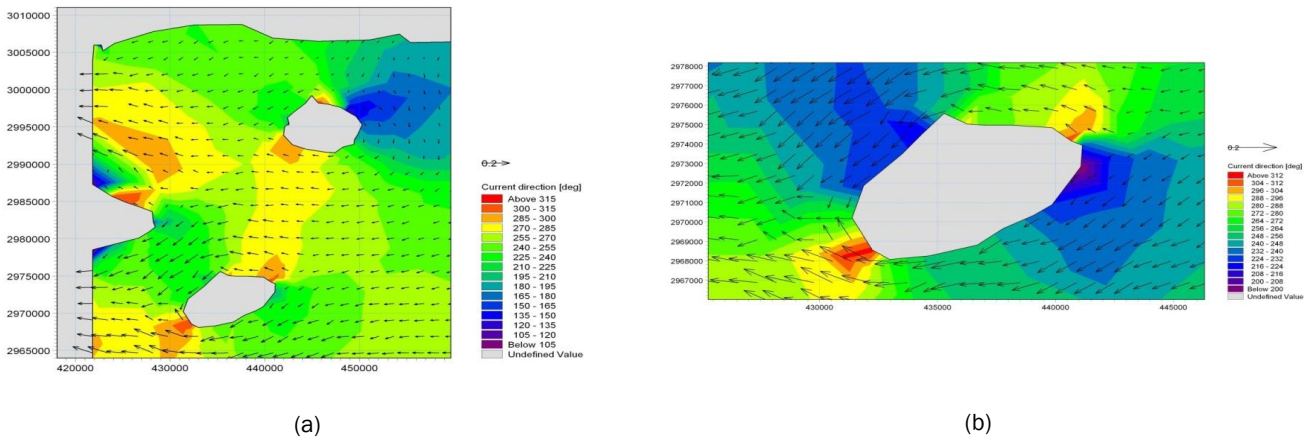 3010000
3005000
3000000
2995000
2990000
2985000
2980000
2975000
2970000
2965000
420000 430000 440000 450000
0.2
Current direction [deg]
Above 315
300 - 315
285 - 300
270 - 285
255 - 270
240 - 255
225 - 240
210 - 225
195 - 210
180 - 195
165 - 180
150 - 165
135 - 150
120 - 135
105 - 120
Below 105
Undefined Value
(a)
2978000
2977000
2976000
2975000
2974000
2973000
2972000
2971000
2970000
2969000
2968000
2967000
430000 435000 440000 445000
0.2
Current direction [deg]
Above 312
304 - 312
296 - 304
288 - 296
280 - 288
272 - 280
264 - 272
256 - 264
248 - 256
240 - 248
232 - 240
224 - 232
216 - 224
208 - 216
200 - 208
Below 200
Undefined Value
(b)